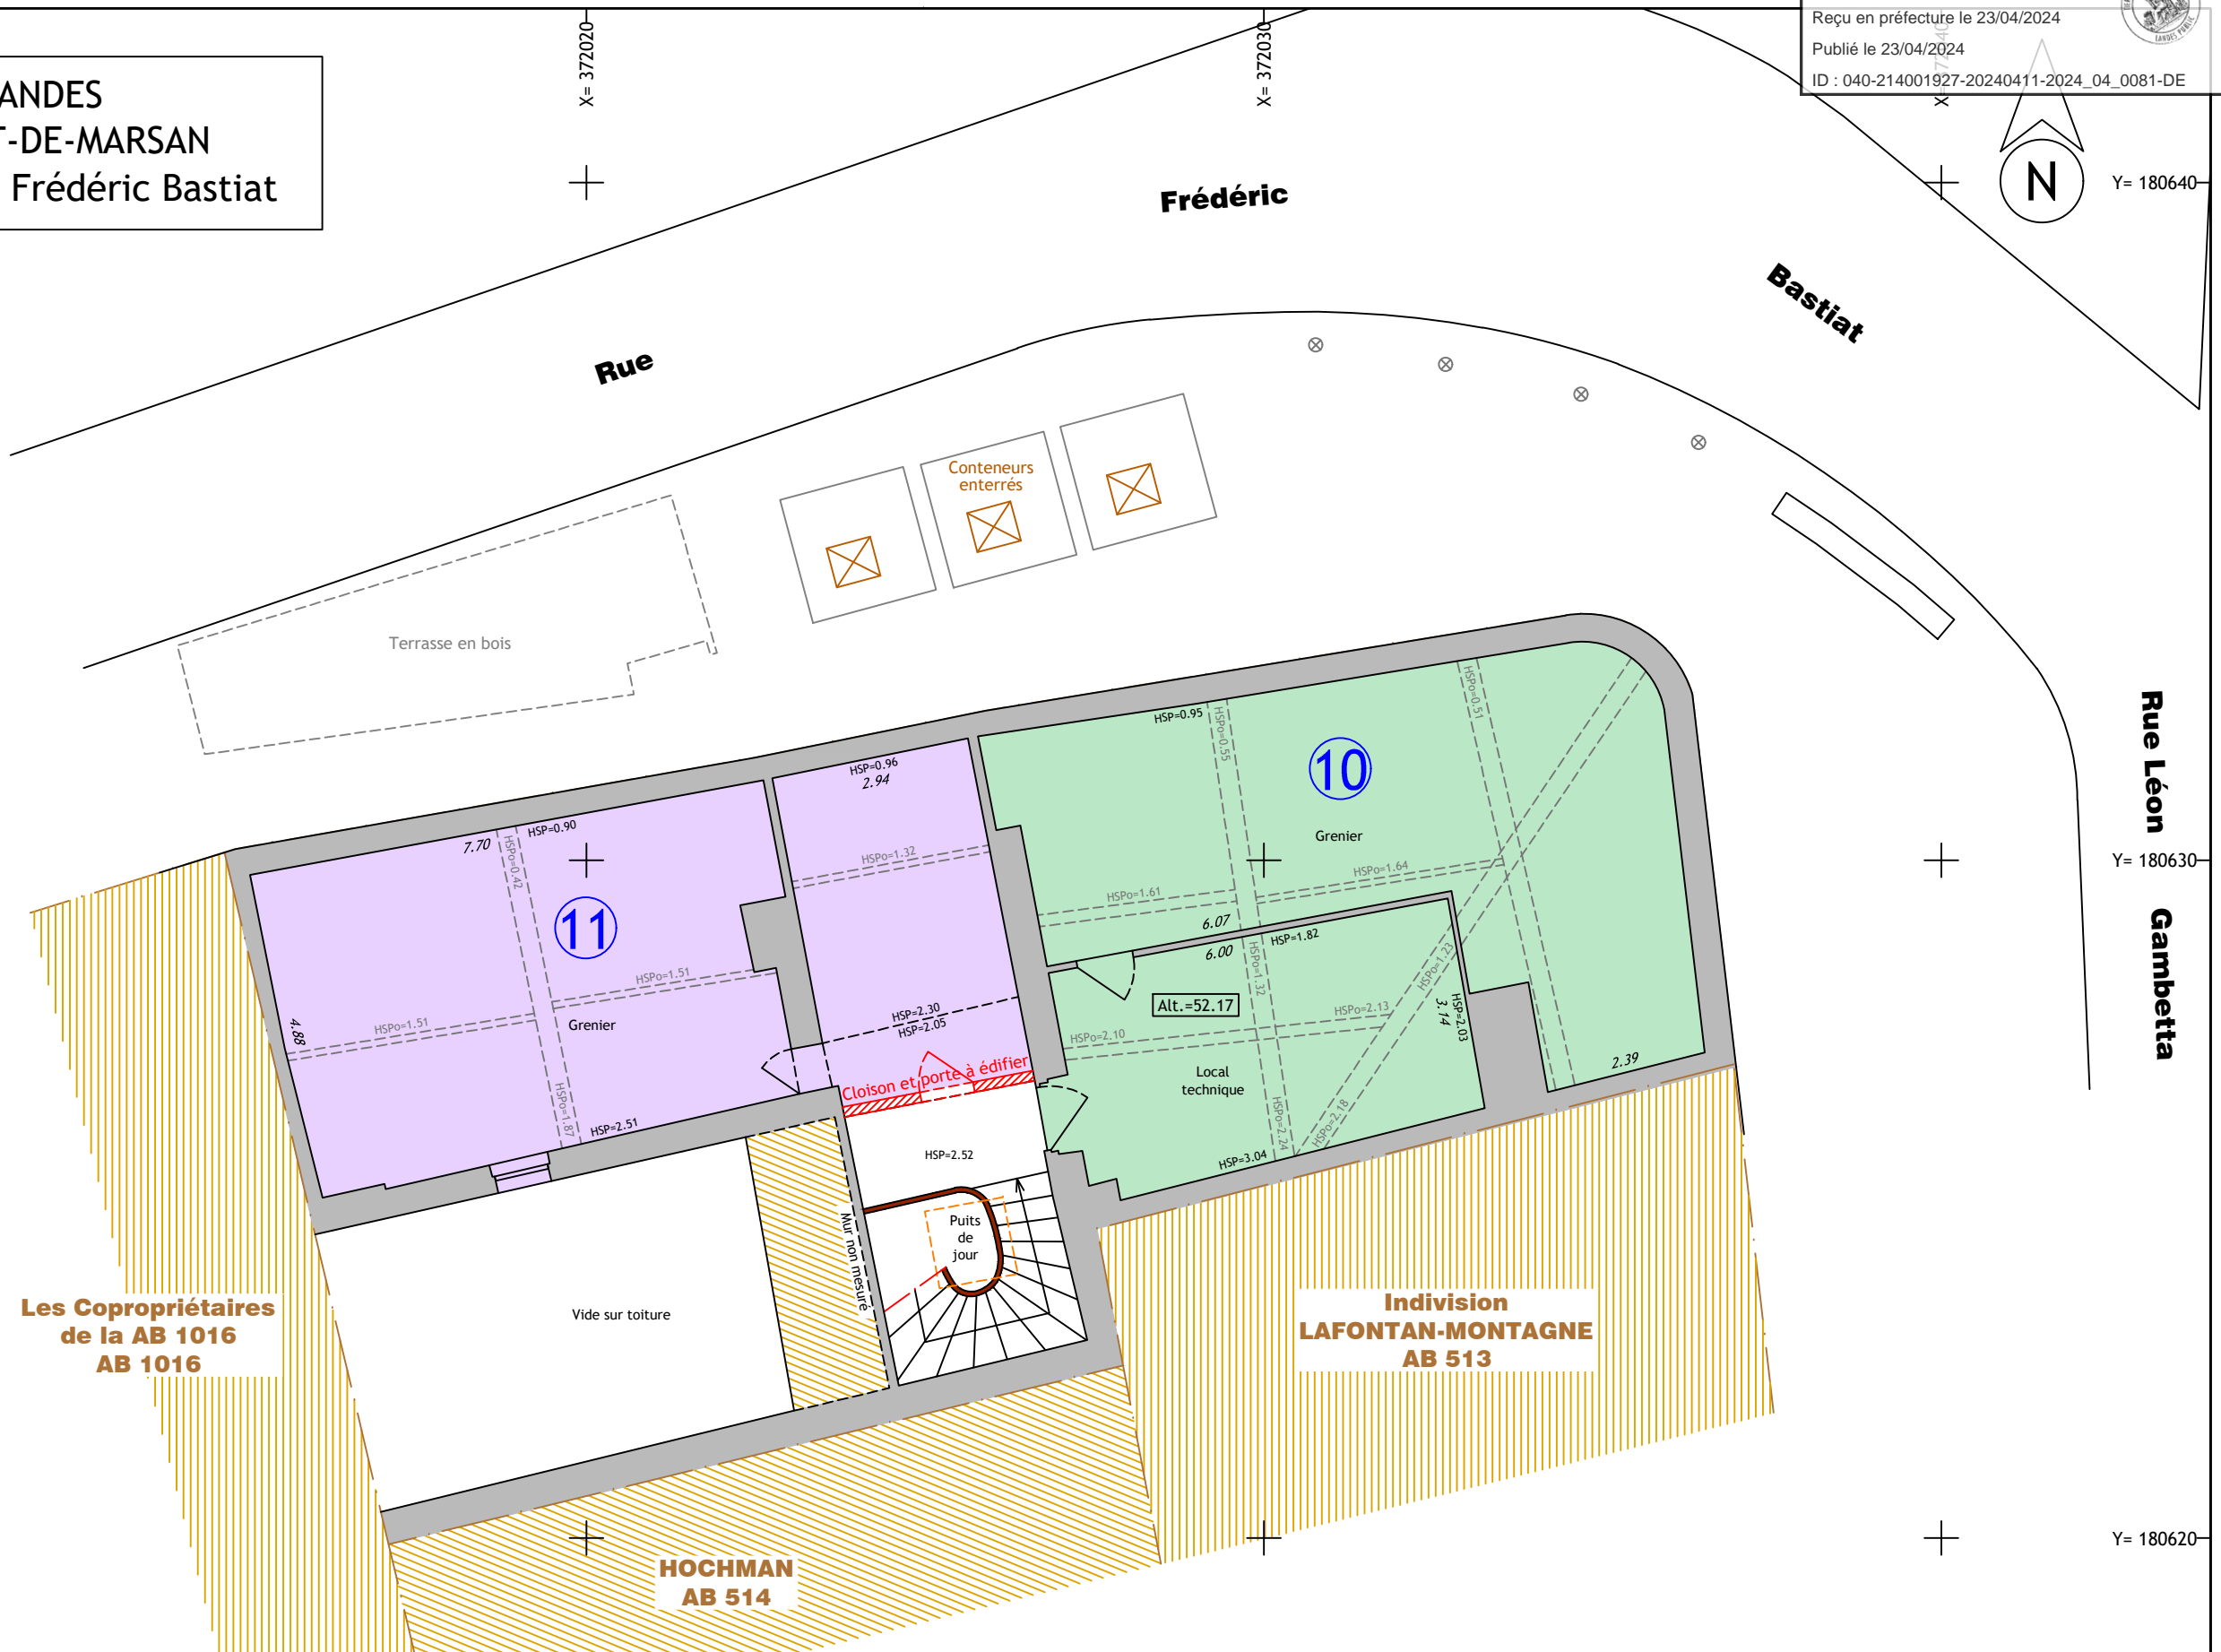 Reçu en préfecture le 23/04/2024
Publié le 23/04/2024
ID : 040-214001927-20240411-2024_04_0081-DE
X= 372020
X= 372030
X= 372040
ANDES
T-DE-MARSAN
Frédéric Bastiat
N
Y= 180640
Rue
Frédéric
Bastiat
Conteneurs
enterrés
Terrasse en bois
Rue Léon
Gambetta
HSP=0.95
HSPo=0.55
HSPo=0.51
10
Grenier
HSP=0.96
2.94
HSPo=1.32
HSP=0.90
7.70
HSPo=0.42
11
HSPo=1.51
HSPo=1.51
Grenier
4.88
HSPo=1.87
HSP=2.51
HSPo=1.61
HSPo=1.64
6.07
6.00
HSP=1.82
HSPo=1.32
HSPo=1.23
Y= 180630
Alt.=52.17
HSP=2.30
HSP=2.05
HSPo=2.10
HSPo=2.13
HSP=2.03
3.14
2.39
Cloison et porte à édifier
Local
technique
HSPo=2.24
HSPo=2.18
HSP=3.04
HSP=2.52
Puits
de
jour
Mur non mesuré
Vide sur toiture
Les Copropriétaires
de la AB 1016
AB 1016
Indivision
LAFONTAN-MONTAGNE
AB 513
HOCHMAN
AB 514
Y= 180620